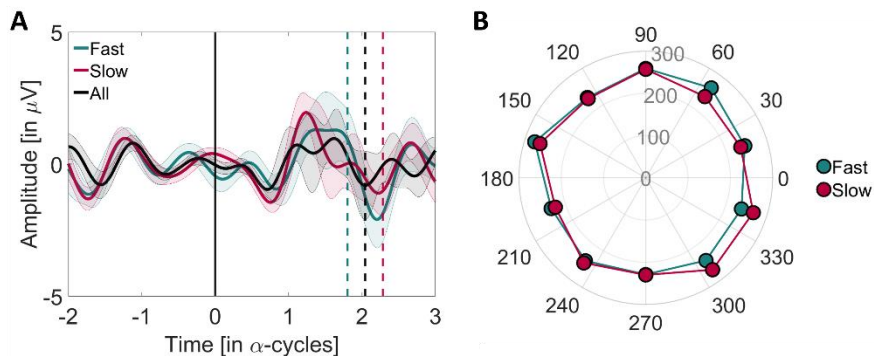 A
5
0
-5
Amplitude [in μV]
Fast
Slow
All
-2
-1
0
1
2
3
Time [in α-cycles]
B
90
60
30
0
330
300
270
240
210
180
150
120
300
200
100
0
Fast
Slow